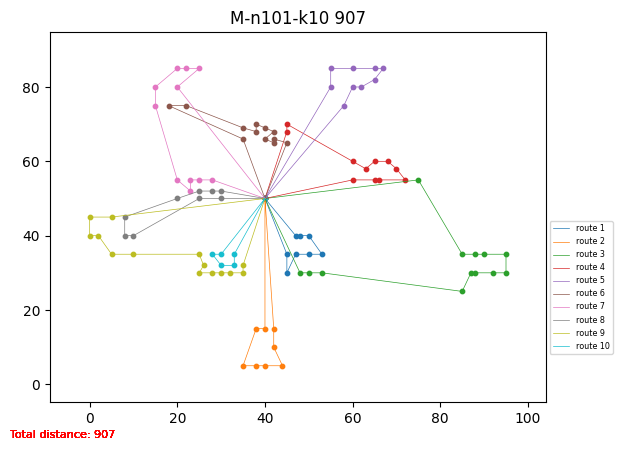 M-n101-k10 907
80
60
40
20
0
0 20 40 60 80 100
route 1
route 2
route 3
route 4
route 5
route 6
route 7
route 8
route 9
route 10
Total distance: 907